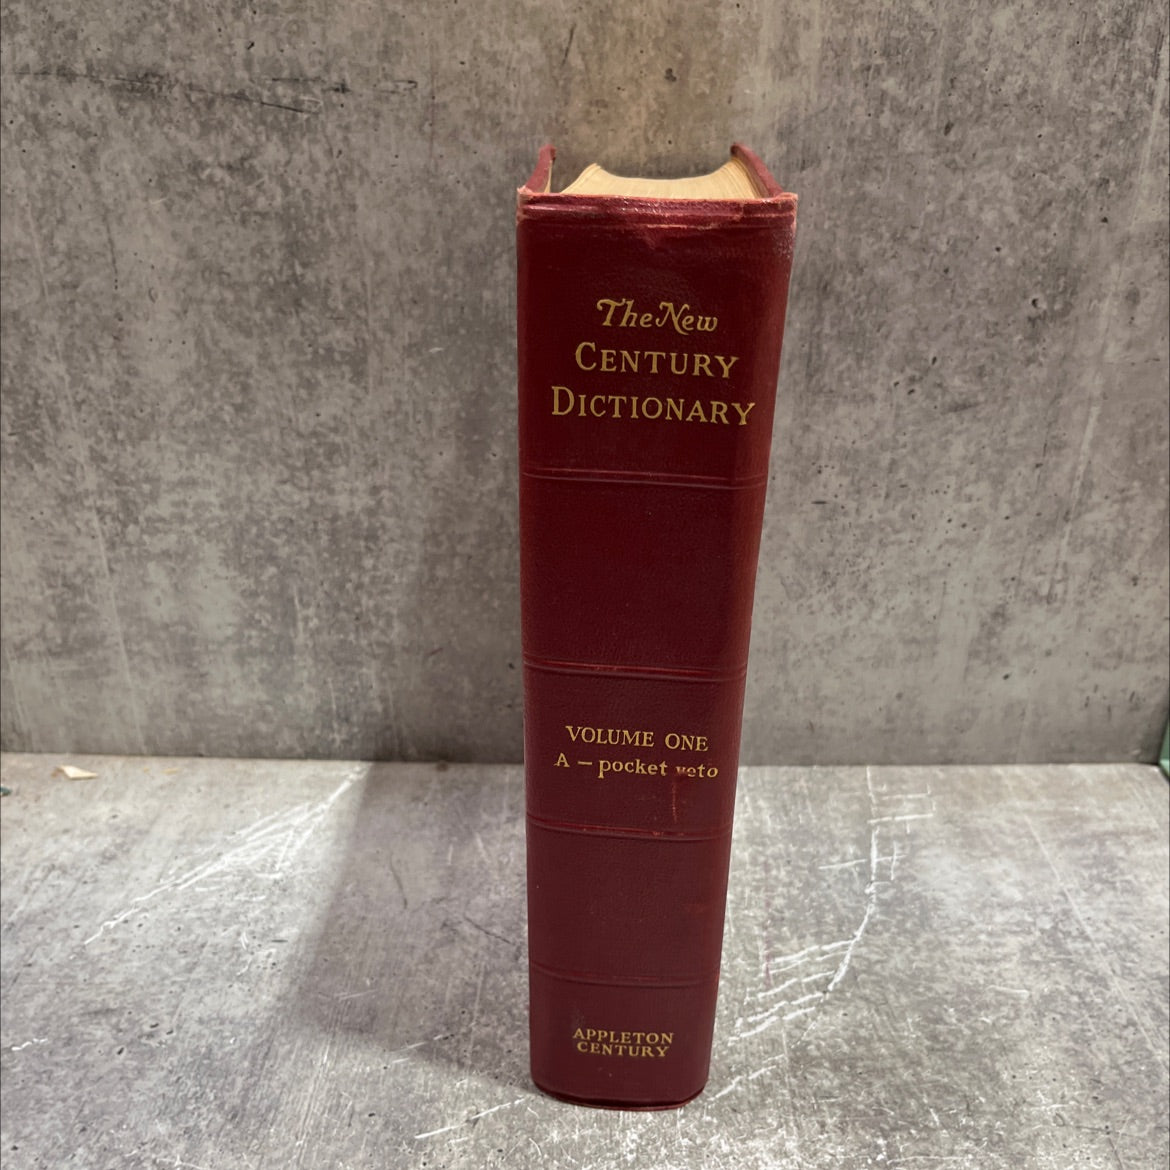 The New
CENTURY
DICTIONARY
VOLUME ONE
A – pocket veto
APPLETON
CENTURY